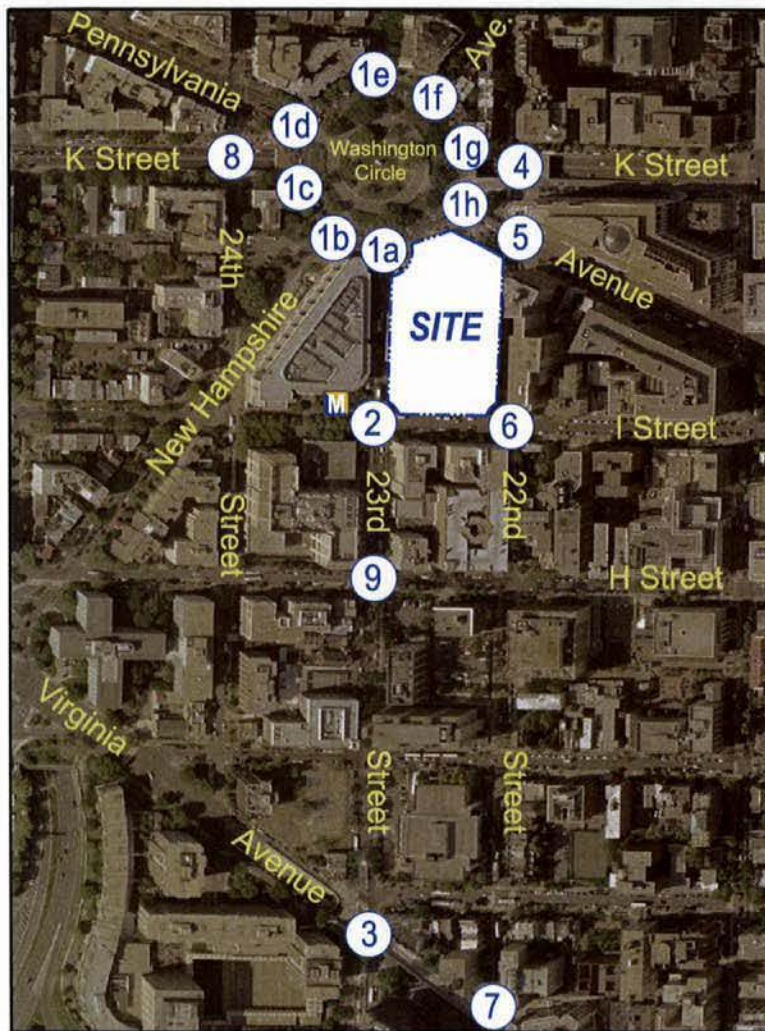 Pennsylvania
Ave.
1e
1f
1d
1g
K Street
8
Washington
Circle
4
K Street
1c
1h
1b
1a
5
24th
Avenue
New Hampshire
SITE
M
2
6
I Street
Street
23rd
22nd
9
H Street
Virginia
Street
Street
Avenue
3
7